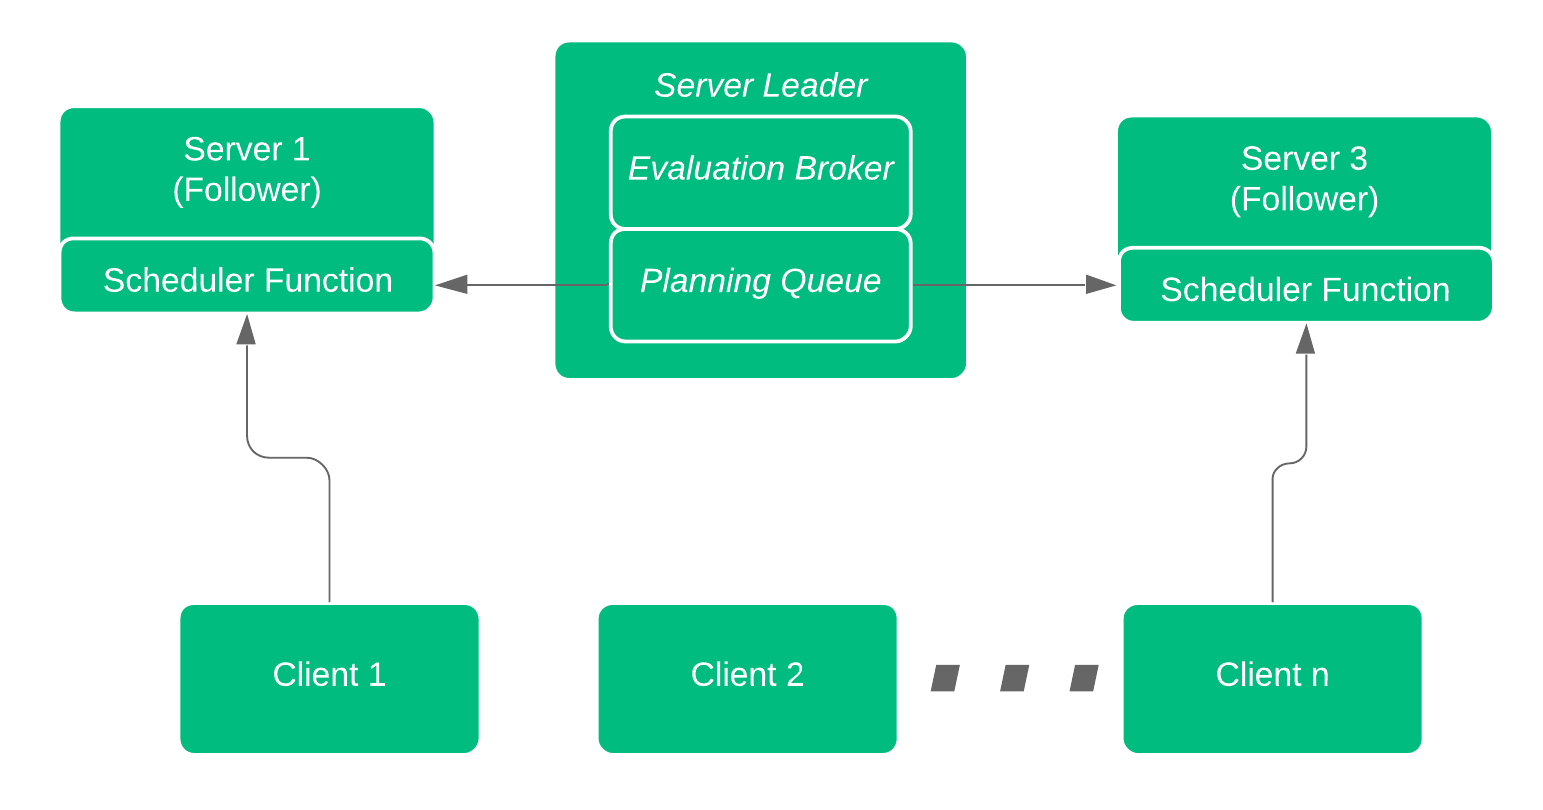 Server Leader
Evaluation Broker
Planning Queue
Server 1
(Follower)
Scheduler Function
Server 3
(Follower)
Scheduler Function
Client 1
Client 2
Client n